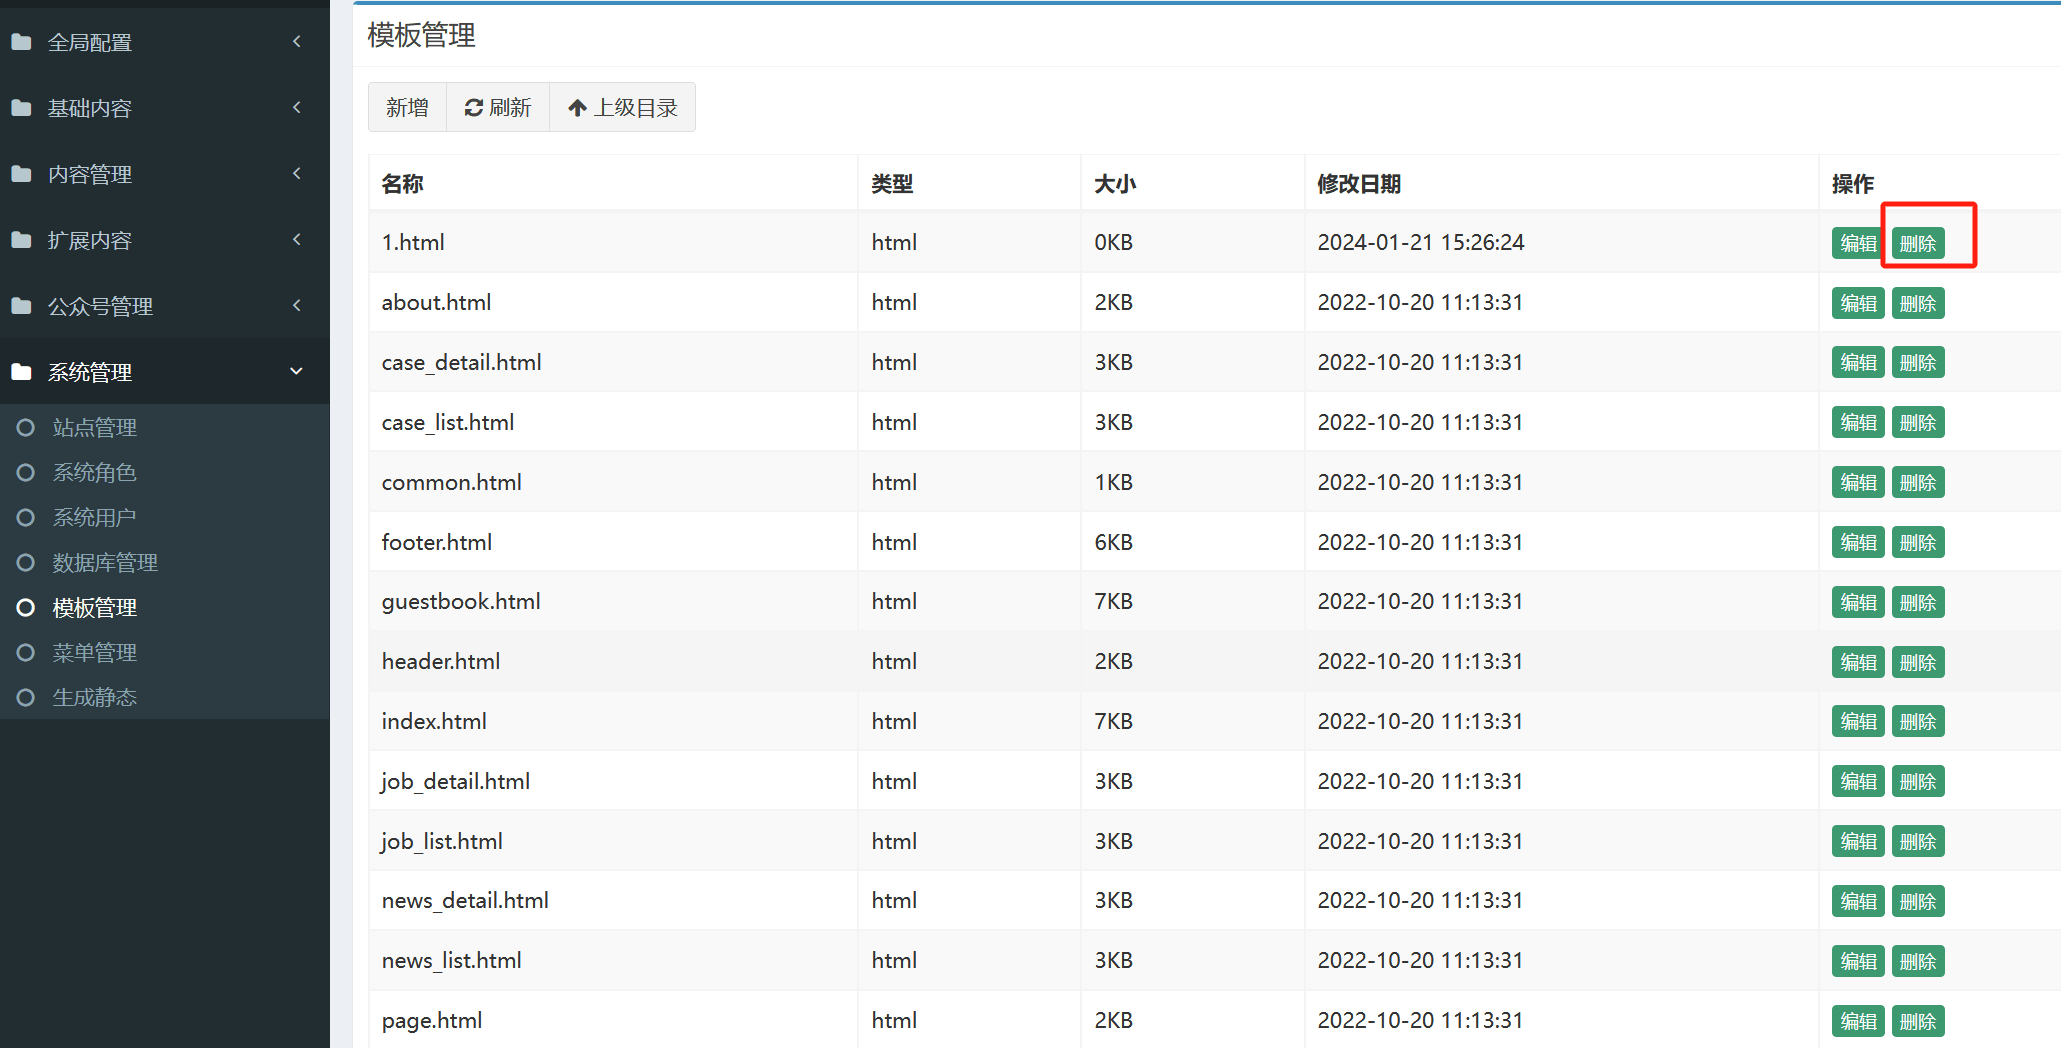 全局配置
基础内容
内容管理
扩展内容
公众号管理
系统管理
站点管理
系统角色
系统用户
数据库管理
模板管理
菜单管理
生成静态
模板管理
新增 刷新 上级目录
名称 类型 大小 修改日期 操作
1.html html 0KB 2024-01-21 15:26:24 编辑 删除
about.html html 2KB 2022-10-20 11:13:31 编辑 删除
case_detail.html html 3KB 2022-10-20 11:13:31 编辑 删除
case_list.html html 3KB 2022-10-20 11:13:31 编辑 删除
common.html html 1KB 2022-10-20 11:13:31 编辑 删除
footer.html html 6KB 2022-10-20 11:13:31 编辑 删除
guestbook.html html 7KB 2022-10-20 11:13:31 编辑 删除
header.html html 2KB 2022-10-20 11:13:31 编辑 删除
index.html html 7KB 2022-10-20 11:13:31 编辑 删除
job_detail.html html 3KB 2022-10-20 11:13:31 编辑 删除
job_list.html html 3KB 2022-10-20 11:13:31 编辑 删除
news_detail.html html 3KB 2022-10-20 11:13:31 编辑 删除
news_list.html html 3KB 2022-10-20 11:13:31 编辑 删除
page.html html 2KB 2022-10-20 11:13:31 编辑 删除